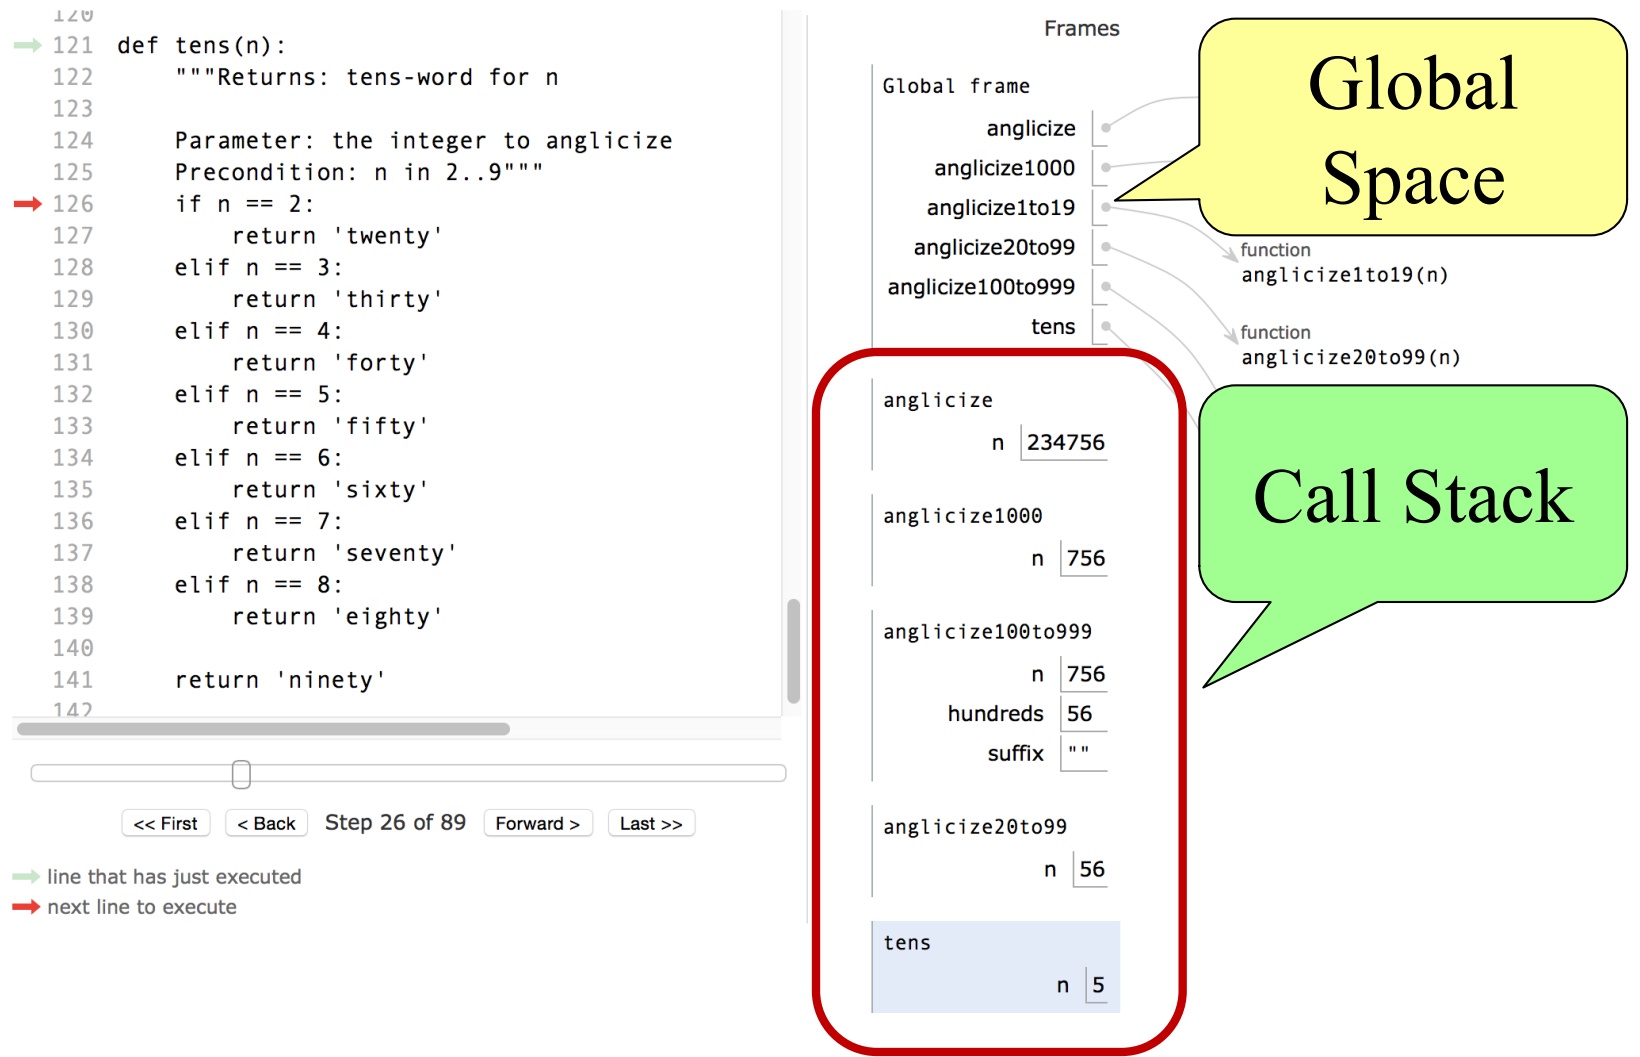 120
121 def tens(n):
122 """Returns: tens-word for n
123
124 Parameter: the integer to anglicize
125 Precondition: n in 2..9"""
126 if n == 2:
127 return 'twenty'
128 elif n == 3:
129 return 'thirty'
130 elif n == 4:
131 return 'forty'
132 elif n == 5:
133 return 'fifty'
134 elif n == 6:
135 return 'sixty'
136 elif n == 7:
137 return 'seventy'
138 elif n == 8:
139 return 'eighty'
140
141 return 'ninety'
142
<< First < Back Step 26 of 89 Forward > Last >>
line that has just executed
next line to execute
Frames
Global frame
anglicize
anglicize1000
anglicize1to19
anglicize20to99
anglicize100to999
tens
Global
Space
function
anglicize1to19(n)
function
anglicize20to99(n)
Call Stack
anglicize
n 234756
anglicize1000
n 756
anglicize100to999
n 756
hundreds 56
suffix ""
anglicize20to99
n 56
tens
n 5